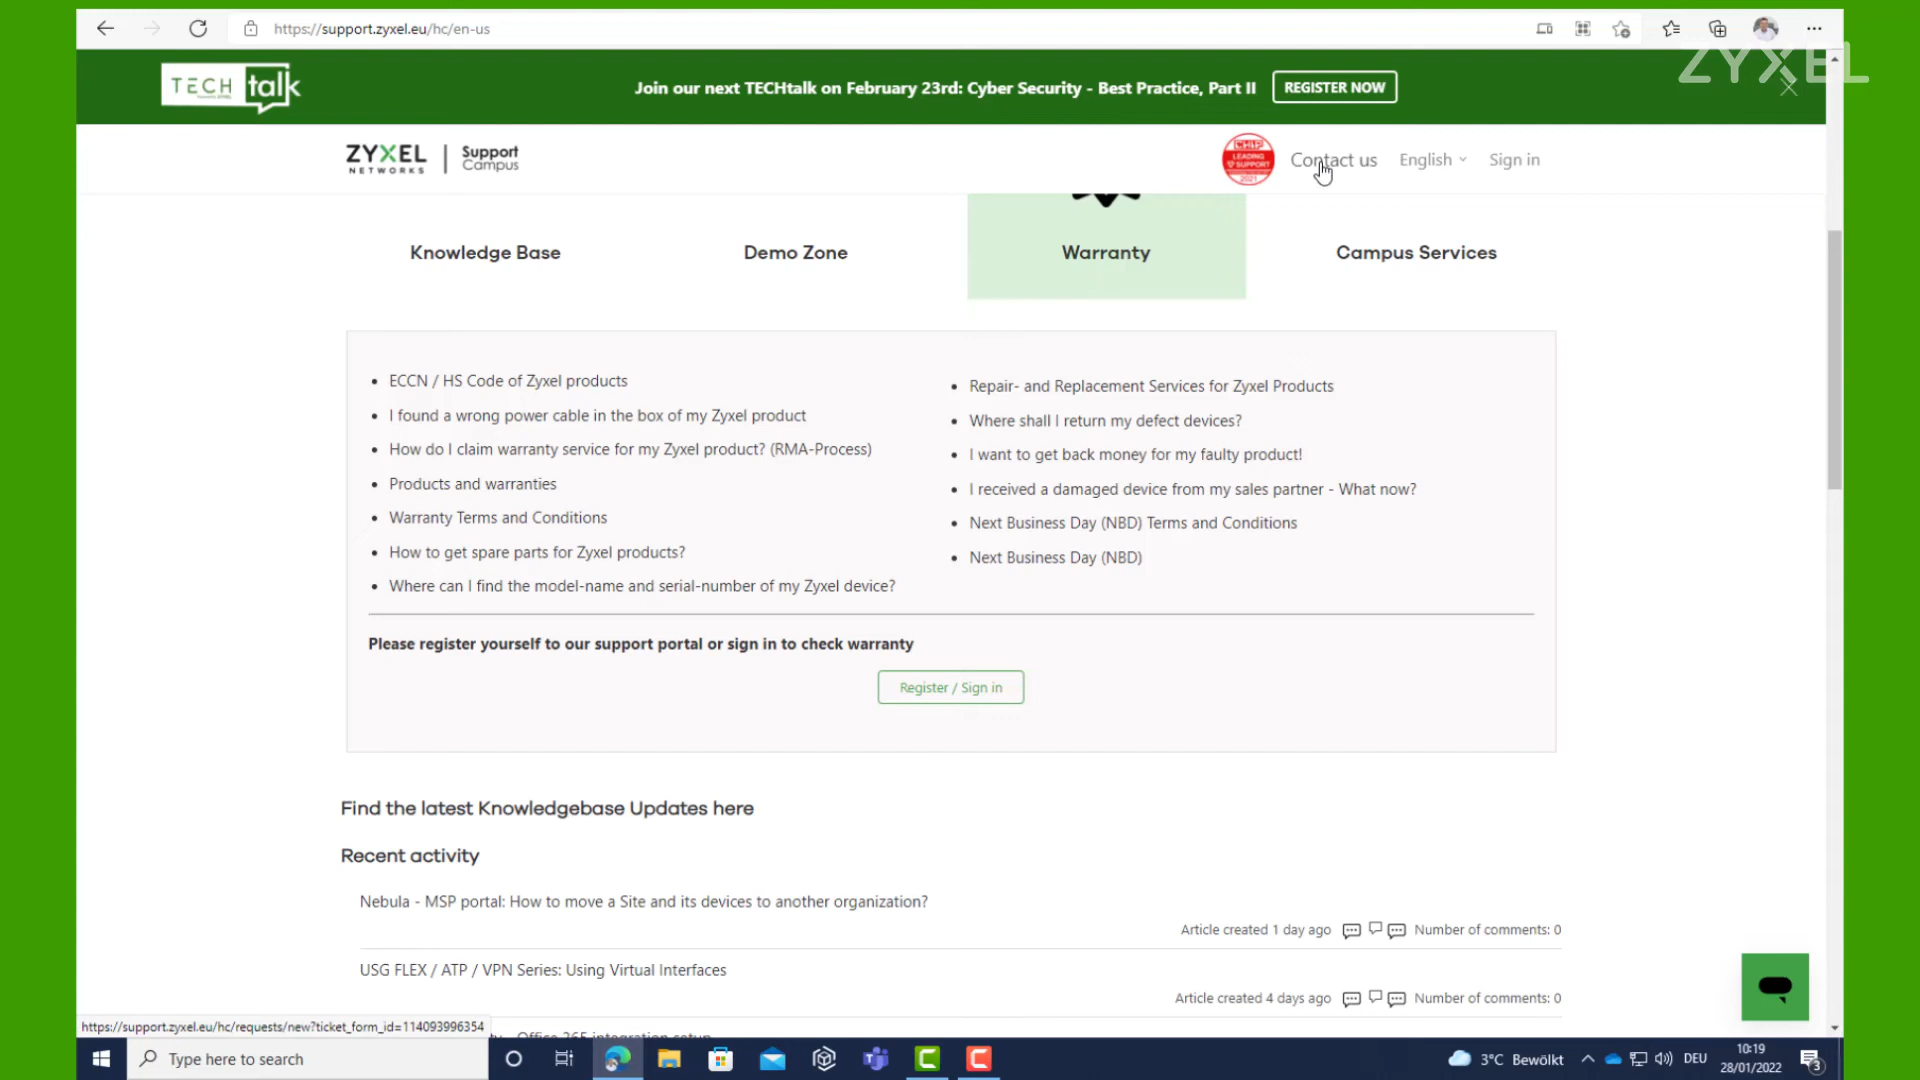 https://support.zyxel.eu/hc/en-us
ZYXEL
TECH talk
Join our next TECHtalk on February 23rd: Cyber Security - Best Practice, Part II
REGISTER NOW
ZYXEL NETWORKS
Support Campus
CHIP LEADING SUPPORT 2021
Contact us
English
Sign in
Knowledge Base
Demo Zone
Warranty
Campus Services
ECCN / HS Code of Zyxel products
I found a wrong power cable in the box of my Zyxel product
How do I claim warranty service for my Zyxel product? (RMA-Process)
Products and warranties
Warranty Terms and Conditions
How to get spare parts for Zyxel products?
Where can I find the model-name and serial-number of my Zyxel device?
Repair- and Replacement Services for Zyxel Products
Where shall I return my defect devices?
I want to get back money for my faulty product!
I received a damaged device from my sales partner - What now?
Next Business Day (NBD) Terms and Conditions
Next Business Day (NBD)
Please register yourself to our support portal or sign in to check warranty
Register / Sign in
Find the latest Knowledgebase Updates here
Recent activity
Nebula - MSP portal: How to move a Site and its devices to another organization?
Article created 1 day ago
Number of comments: 0
USG FLEX / ATP / VPN Series: Using Virtual Interfaces
Article created 4 days ago
Number of comments: 0
Office 365 integration setup
https://support.zyxel.eu/hc/requests/new?ticket_form_id=114093996354
Type here to search
3°C Bewölkt
DEU
10:19
28/01/2022
3